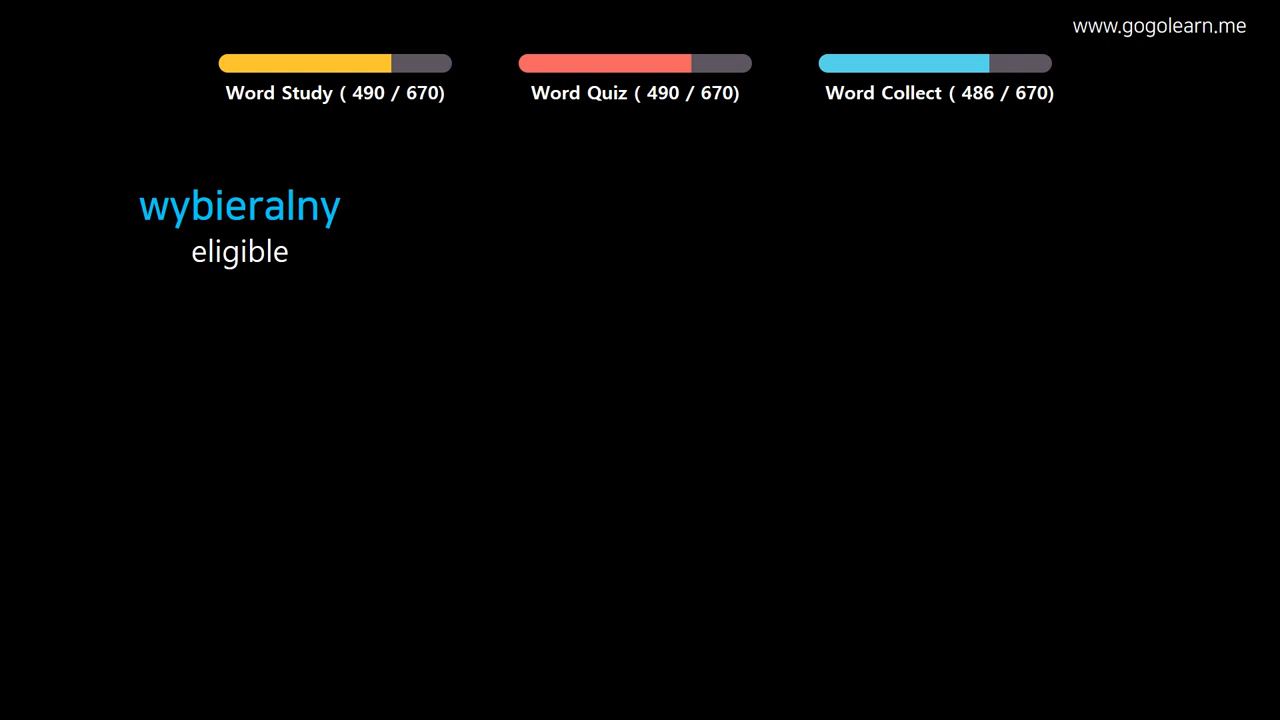 www.gogolearn.me
Word Study ( 490 / 670)
Word Quiz ( 490 / 670)
Word Collect ( 486 / 670)
wybieralny
eligible